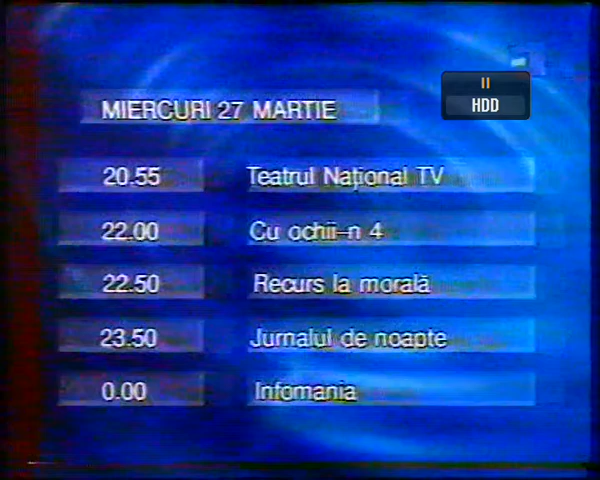 HDD
MIERCURI 27 MARTIE
20.55 Teatrul Național TV
22.00 Cu ochii-n 4
22.50 Recurs la morală
23.50 Jurnalul de noapte
0.00 Infomania